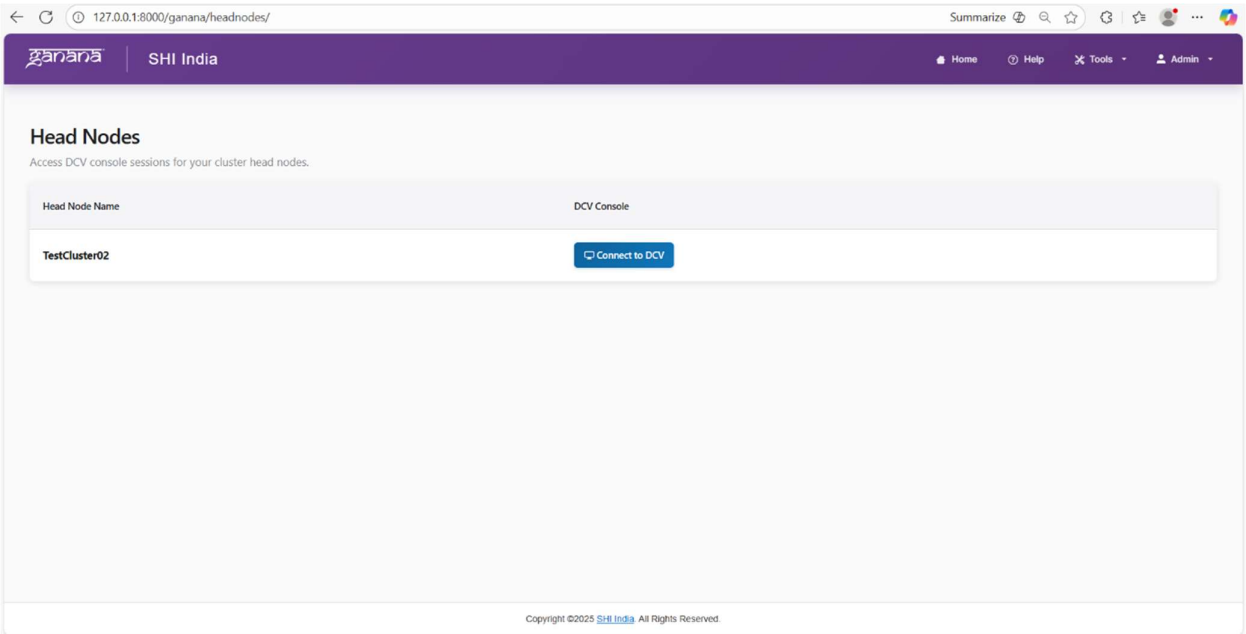 127.0.0.1:8000/ganana/headnodes/ Summarize
ganana SHI India Home Help Tools Admin
Head Nodes
Access DCV console sessions for your cluster head nodes.
Head Node Name DCV Console
TestCluster02 Connect to DCV
Copyright ©2025 SHI India. All Rights Reserved.